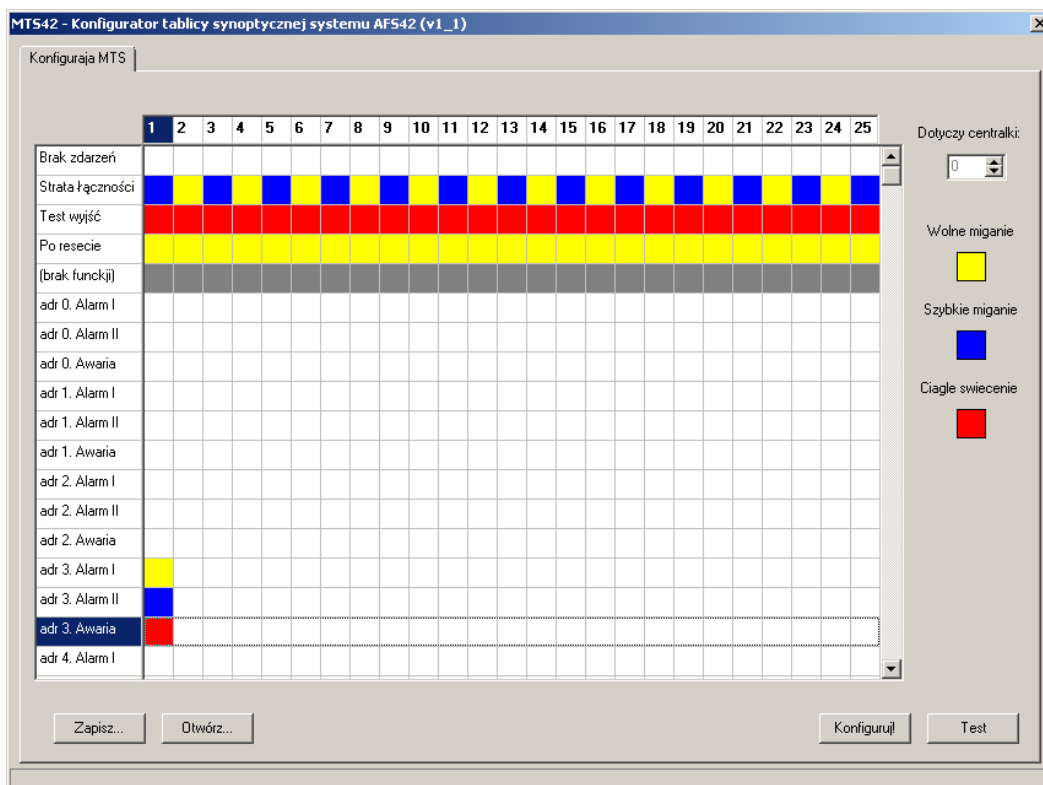 MTS42 - Konfigurator tablicy synoptycznej systemu AFS42 (v1_1)
Konfiguraja MTS
1 2 3 4 5 6 7 8 9 10 11 12 13 14 15 16 17 18 19 20 21 22 23 24 25
Brak zdarzeń
Strata łączności
Test wyjść
Po resecie
(brak funckji)
adr 0. Alarm I
adr 0. Alarm II
adr 0. Awaria
adr 1. Alarm I
adr 1. Alarm II
adr 1. Awaria
adr 2. Alarm I
adr 2. Alarm II
adr 2. Awaria
adr 3. Alarm I
adr 3. Alarm II
adr 3. Awaria
adr 4. Alarm I
Dotyczy centralki:
0
Wolne miganie
Szybkie miganie
Ciagle swiecenie
Zapisz...
Otwórz...
Konfiguruj!
Test